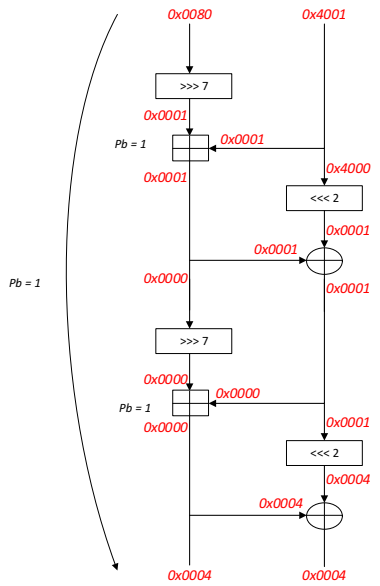 0x0080 0x4001
>>> 7
0x0001 0x0001
Pb = 1
0x0001 0x4000
<<< 2
0x0001
0x0001
Pb = 1 0x0000 0x0001
>>> 7
0x0000 0x0000
Pb = 1
0x0000 0x0001
<<< 2
0x0004
0x0004
0x0004 0x0004